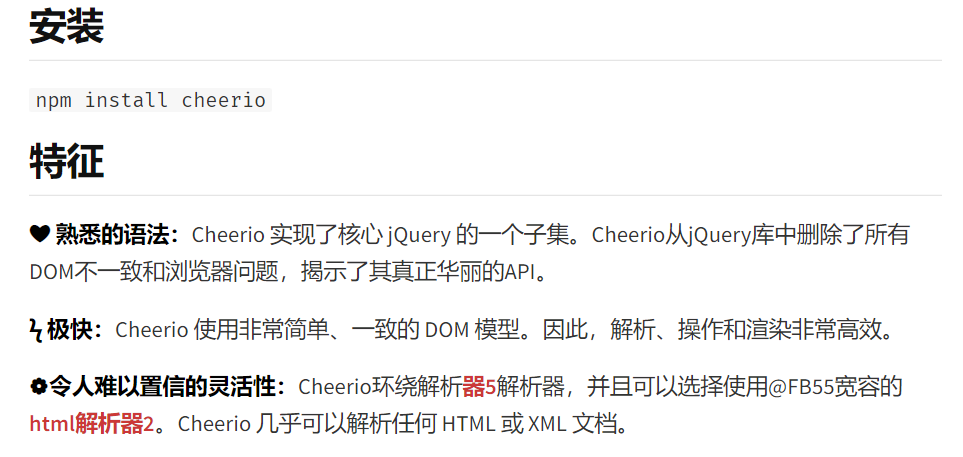 安装
npm install cheerio
特征
❤ 熟悉的语法：Cheerio 实现了核心 jQuery 的一个子集。Cheerio从jQuery库中删除了所有
DOM不一致和浏览器问题，揭示了其真正华丽的API。
ϟ 极快：Cheerio 使用非常简单、一致的 DOM 模型。因此，解析、操作和渲染非常高效。
❁令人难以置信的灵活性：Cheerio环绕解析器5解析器，并且可以选择使用@FB55宽容的
html解析器2。Cheerio 几乎可以解析任何 HTML 或 XML 文档。